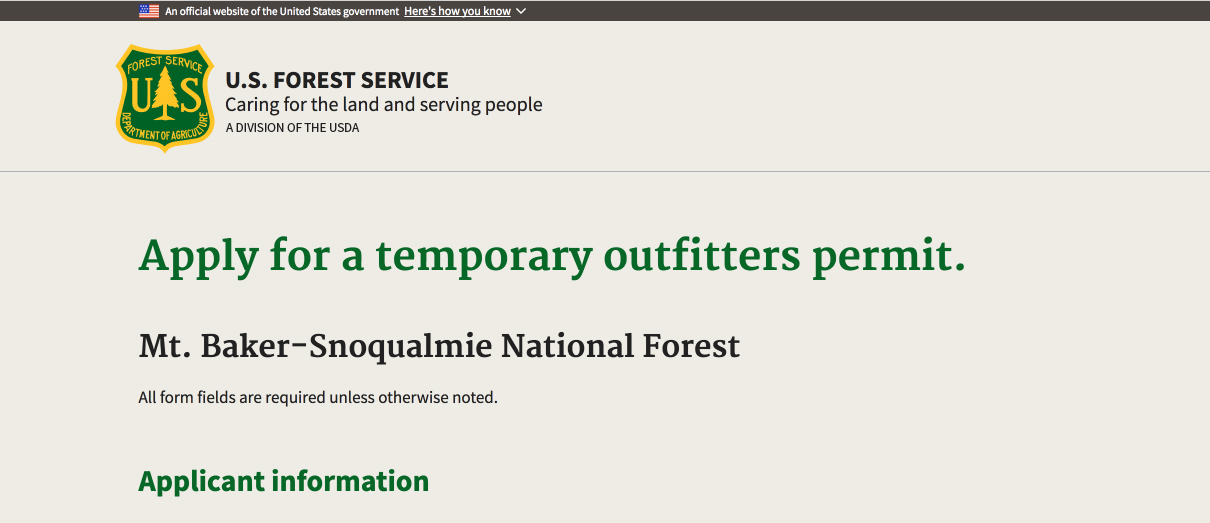 An official website of the United States government Here's how you know
FOREST SERVICE
US
DEPARTMENT OF AGRICULTURE
U.S. FOREST SERVICE
Caring for the land and serving people
A DIVISION OF THE USDA
Apply for a temporary outfitters permit.
Mt. Baker-Snoqualmie National Forest
All form fields are required unless otherwise noted.
Applicant information